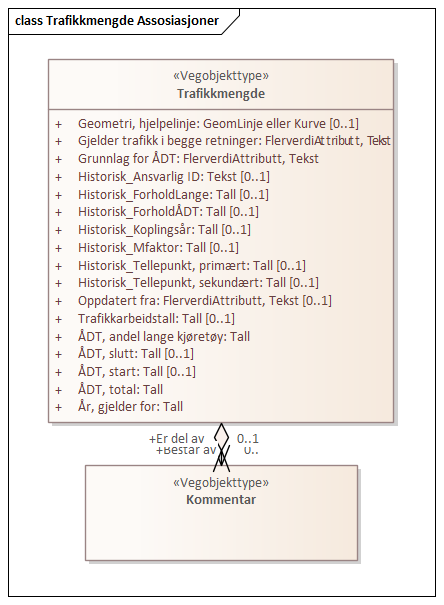 class Trafikkmengde Assosiasjoner
«Vegobjekttype»
Trafikkmengde
+ Geometri, hjelpelinje: GeomLinje eller Kurve [0..1]
+ Gjelder trafikk i begge retninger: FlerverdiAttributt, Tekst
+ Grunnlag for ÅDT: FlerverdiAttributt, Tekst
+ Historisk_Ansvarlig ID: Tekst [0..1]
+ Historisk_ForholdLange: Tall [0..1]
+ Historisk_ForholdÅDT: Tall [0..1]
+ Historisk_Koplingsår: Tall [0..1]
+ Historisk_Mfaktor: Tall [0..1]
+ Historisk_Tellepunkt, primært: Tall [0..1]
+ Historisk_Tellepunkt, sekundært: Tall [0..1]
+ Oppdatert fra: FlerverdiAttributt, Tekst [0..1]
+ Trafikkarbeidstall: Tall [0..1]
+ ÅDT, andel lange kjøretøy: Tall
+ ÅDT, slutt: Tall [0..1]
+ ÅDT, start: Tall [0..1]
+ ÅDT, total: Tall
+ År, gjelder for: Tall
+Er del av 0..1
+Består av 0..
«Vegobjekttype»
Kommentar